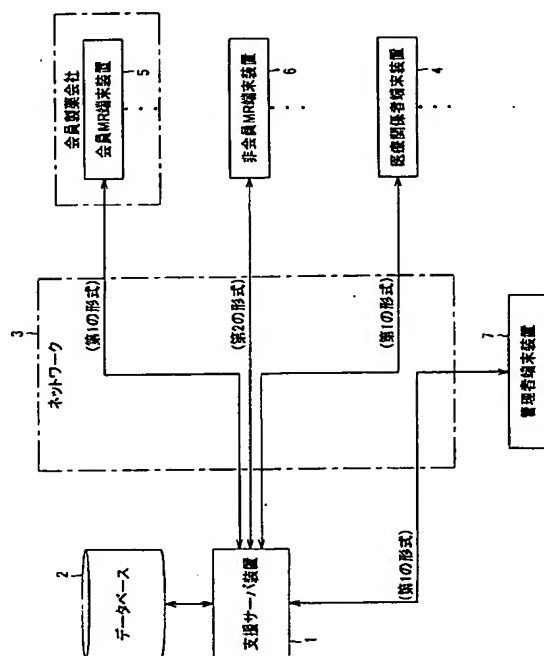 会員製薬会社
会員MR端末装置
5
非会員MR端末装置
6
医療関係者端末装置
4
3
ネットワーク
(第1の形式)
(第2の形式)
(第1の形式)
7
管理者端末装置
(第1の形式)
2
データベース
支援サーバ装置
1